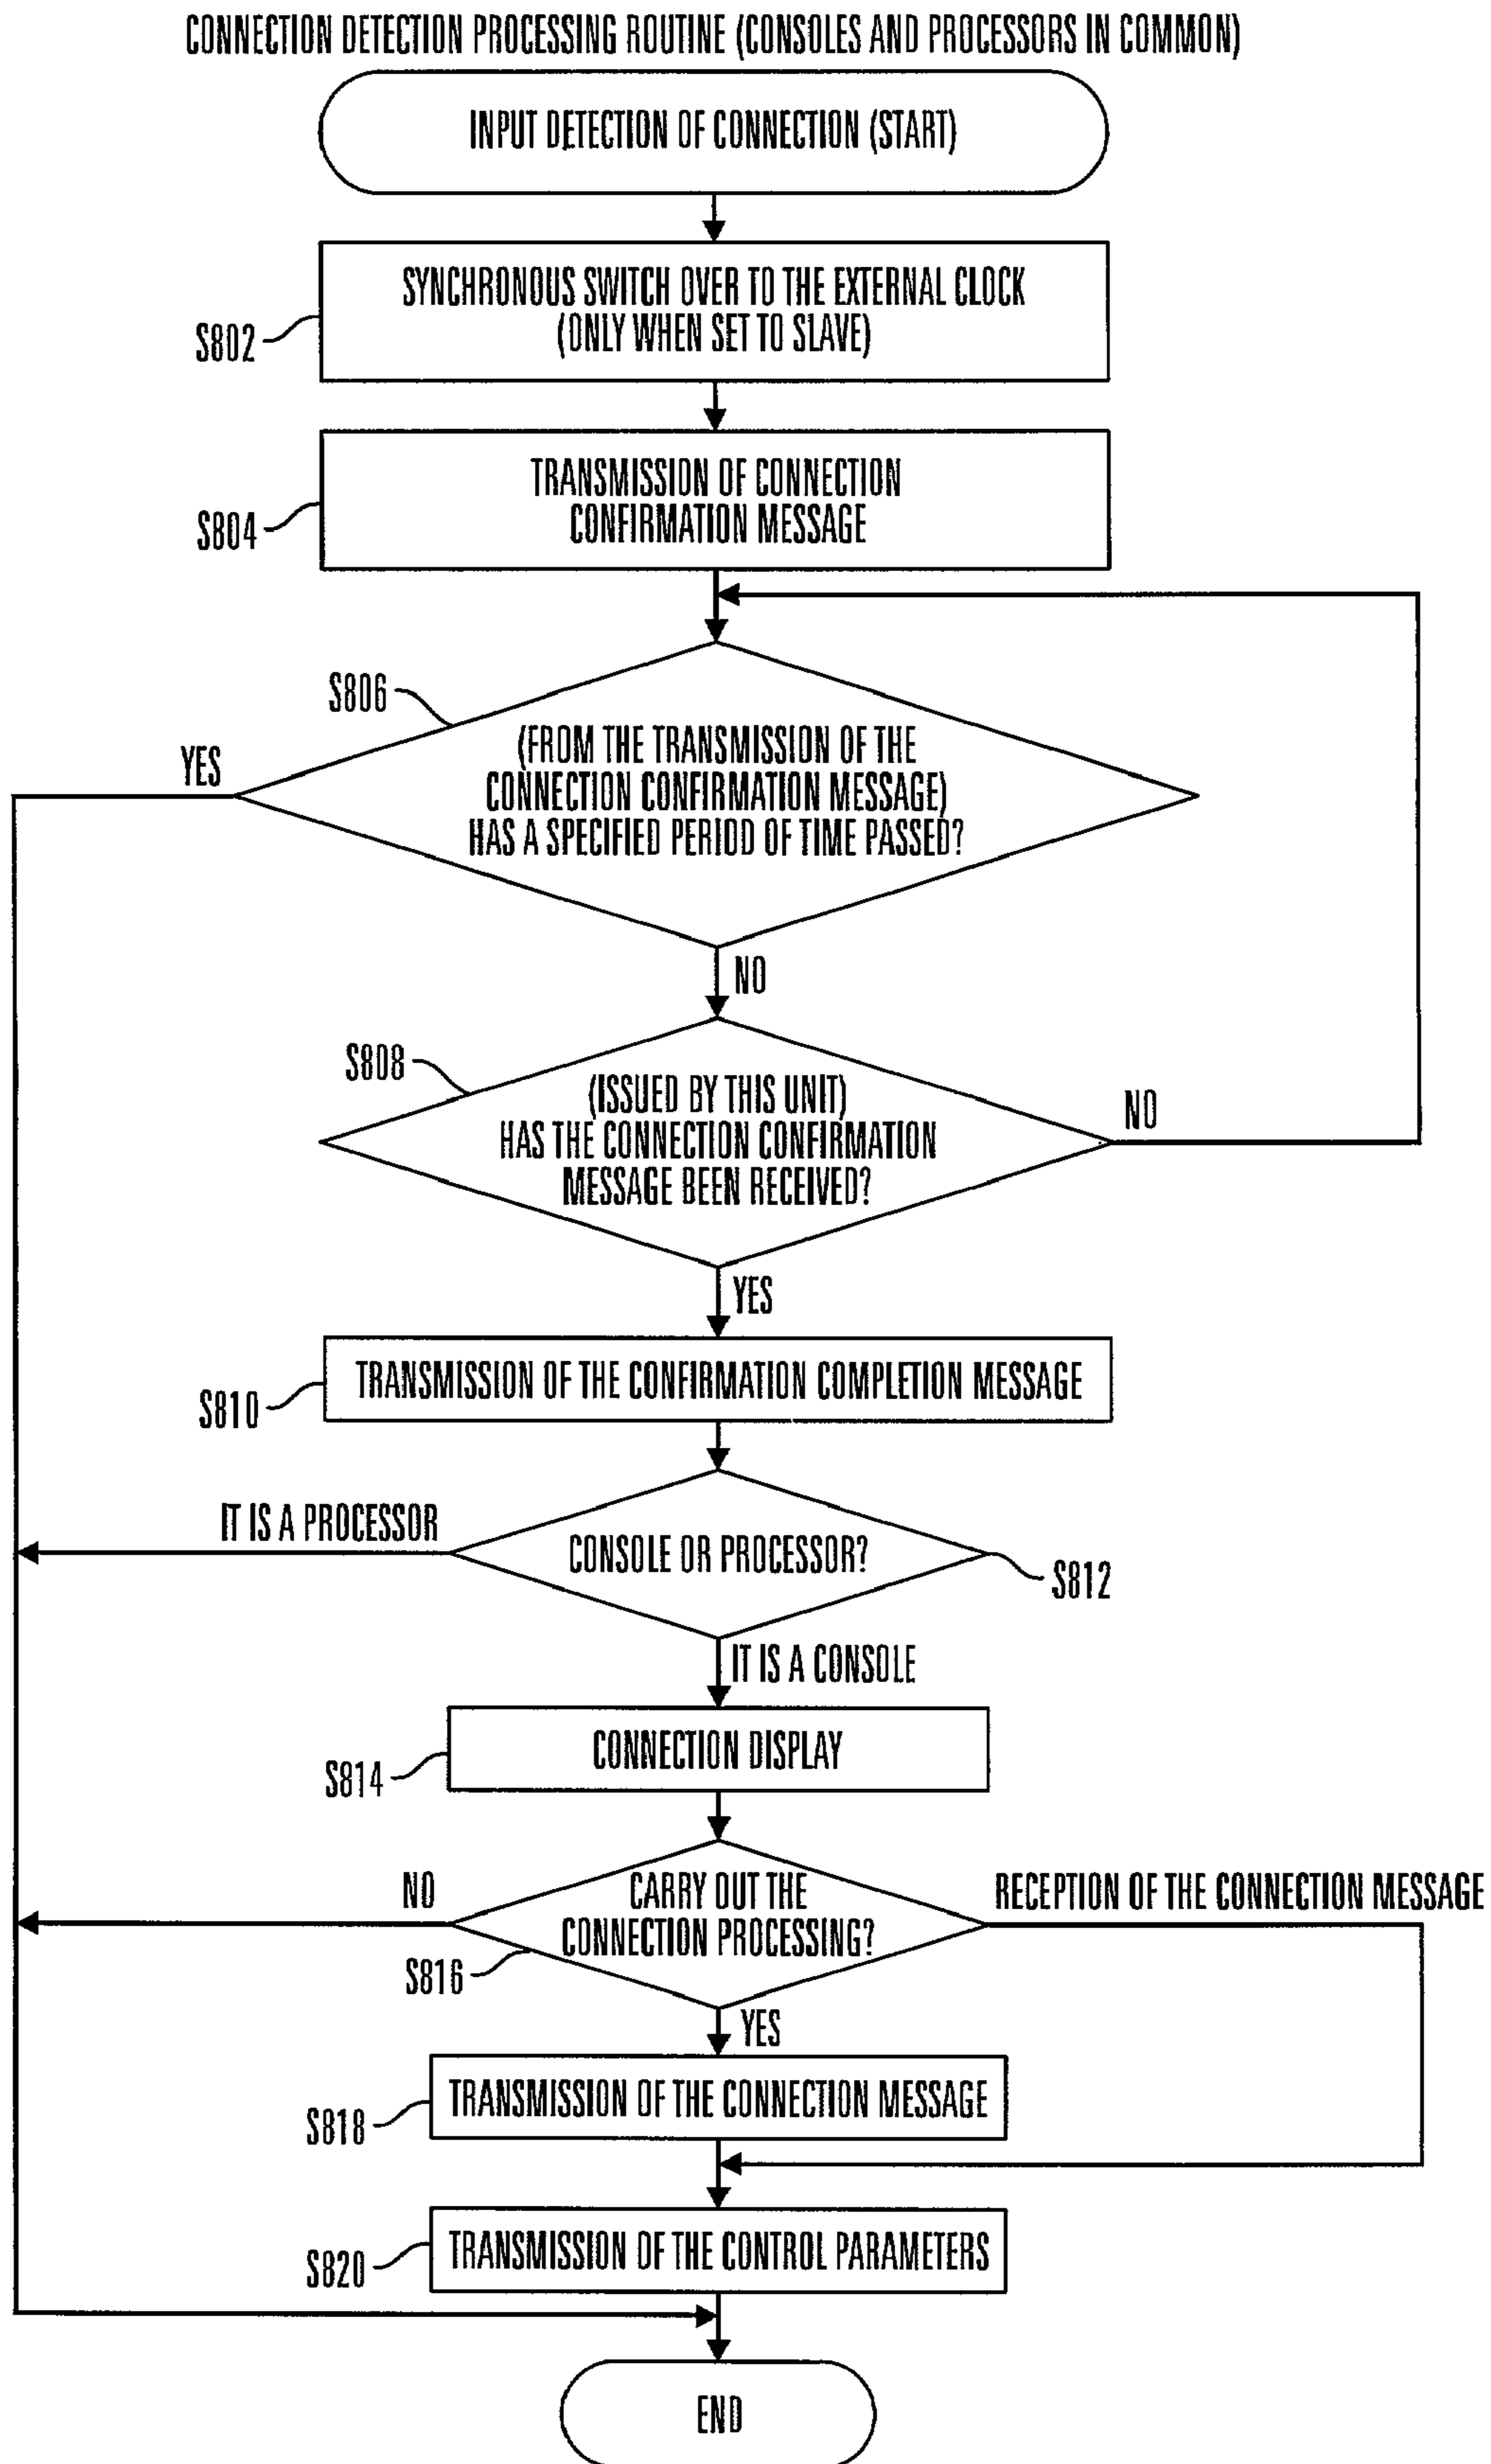 CONNECTION DETECTION PROCESSING ROUTINE (CONSOLES AND PROCESSORS IN COMMON)
INPUT DETECTION OF CONNECTION (START)
SYNCHRONOUS SWITCH OVER TO THE EXTERNAL CLOCK
(ONLY WHEN SET TO SLAVE)
S802
TRANSMISSION OF CONNECTION
CONFIRMATION MESSAGE
S804
S806
YES
(FROM THE TRANSMISSION OF THE
CONNECTION CONFIRMATION MESSAGE)
HAS A SPECIFIED PERIOD OF TIME PASSED?
NO
S808
(ISSUED BY THIS UNIT)
HAS THE CONNECTION CONFIRMATION
MESSAGE BEEN RECEIVED?
NO
YES
TRANSMISSION OF THE CONFIRMATION COMPLETION MESSAGE
S810
IT IS A PROCESSOR
CONSOLE OR PROCESSOR?
S812
IT IS A CONSOLE
CONNECTION DISPLAY
S814
NO
CARRY OUT THE
CONNECTION PROCESSING?
RECEPTION OF THE CONNECTION MESSAGE
S816
YES
TRANSMISSION OF THE CONNECTION MESSAGE
S818
TRANSMISSION OF THE CONTROL PARAMETERS
S820
END